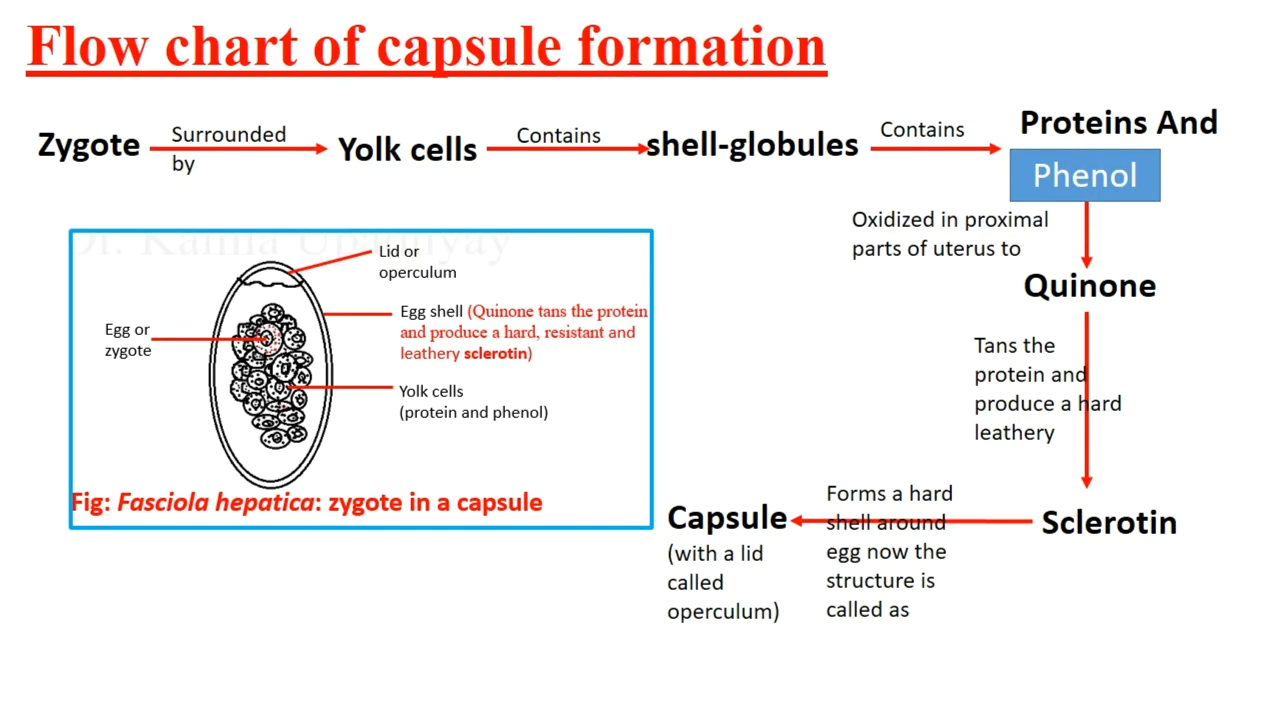 Flow chart of capsule formation
Zygote
Surrounded
by
Yolk cells
Contains
shell-globules
Contains
Proteins And
Phenol
Oxidized in proximal
parts of uterus to
Quinone
Tans the
protein and
produce a hard
leathery
Sclerotin
Forms a hard
shell around
egg now the
structure is
called as
Capsule
(with a lid
called
operculum)
Lid or
operculum
Egg or
zygote
Egg shell (Quinone tans the protein
and produce a hard, resistant and
leathery sclerotin)
Yolk cells
(protein and phenol)
Fig: Fasciola hepatica: zygote in a capsule